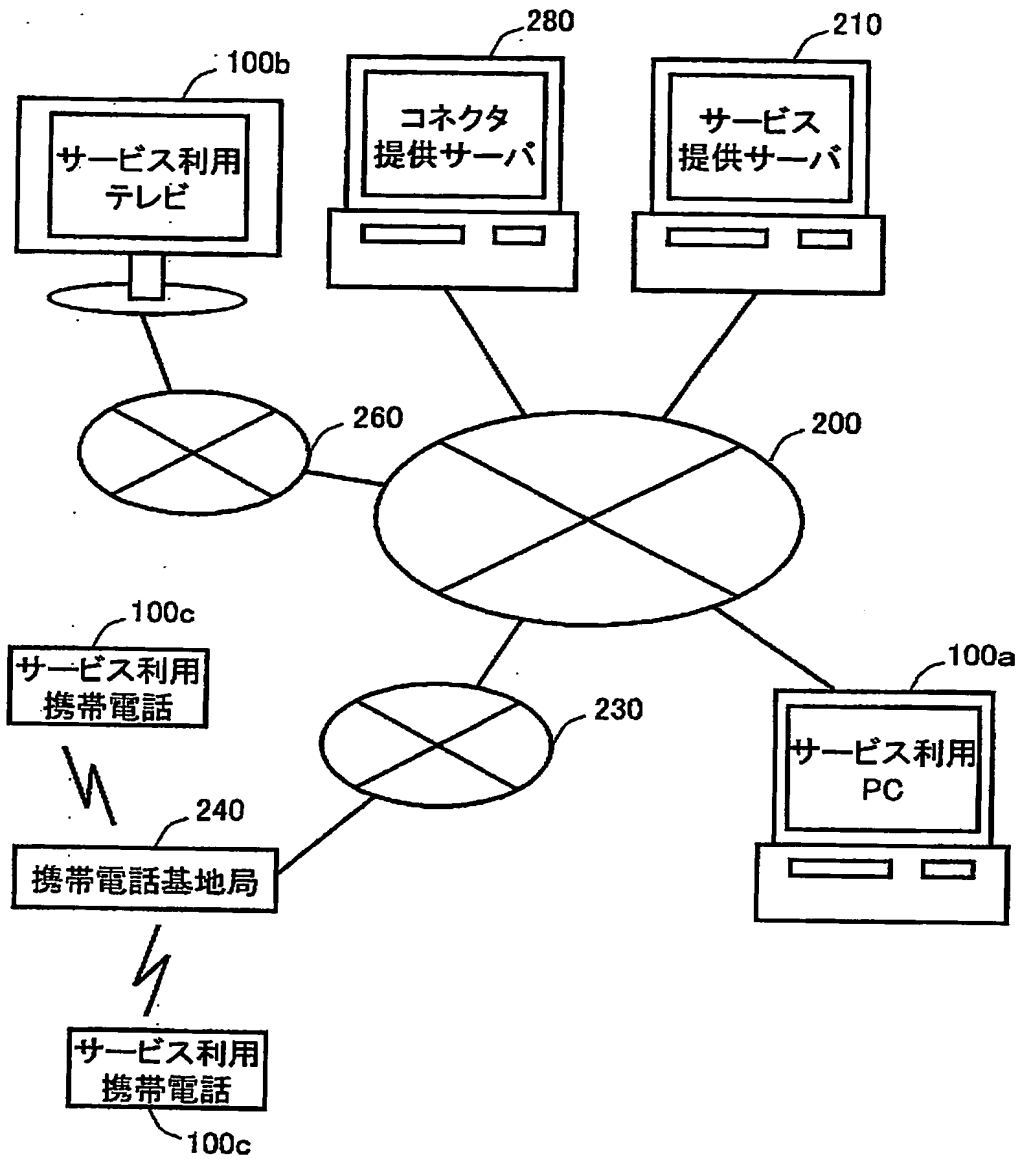 280
210
100b
コネクタ
提供サーバ
サービス
提供サーバ
サービス利用
テレビ
260
200
100c
サービス利用
携帯電話
100a
230
サービス利用
PC
240
携帯電話基地局
サービス利用
携帯電話
100c